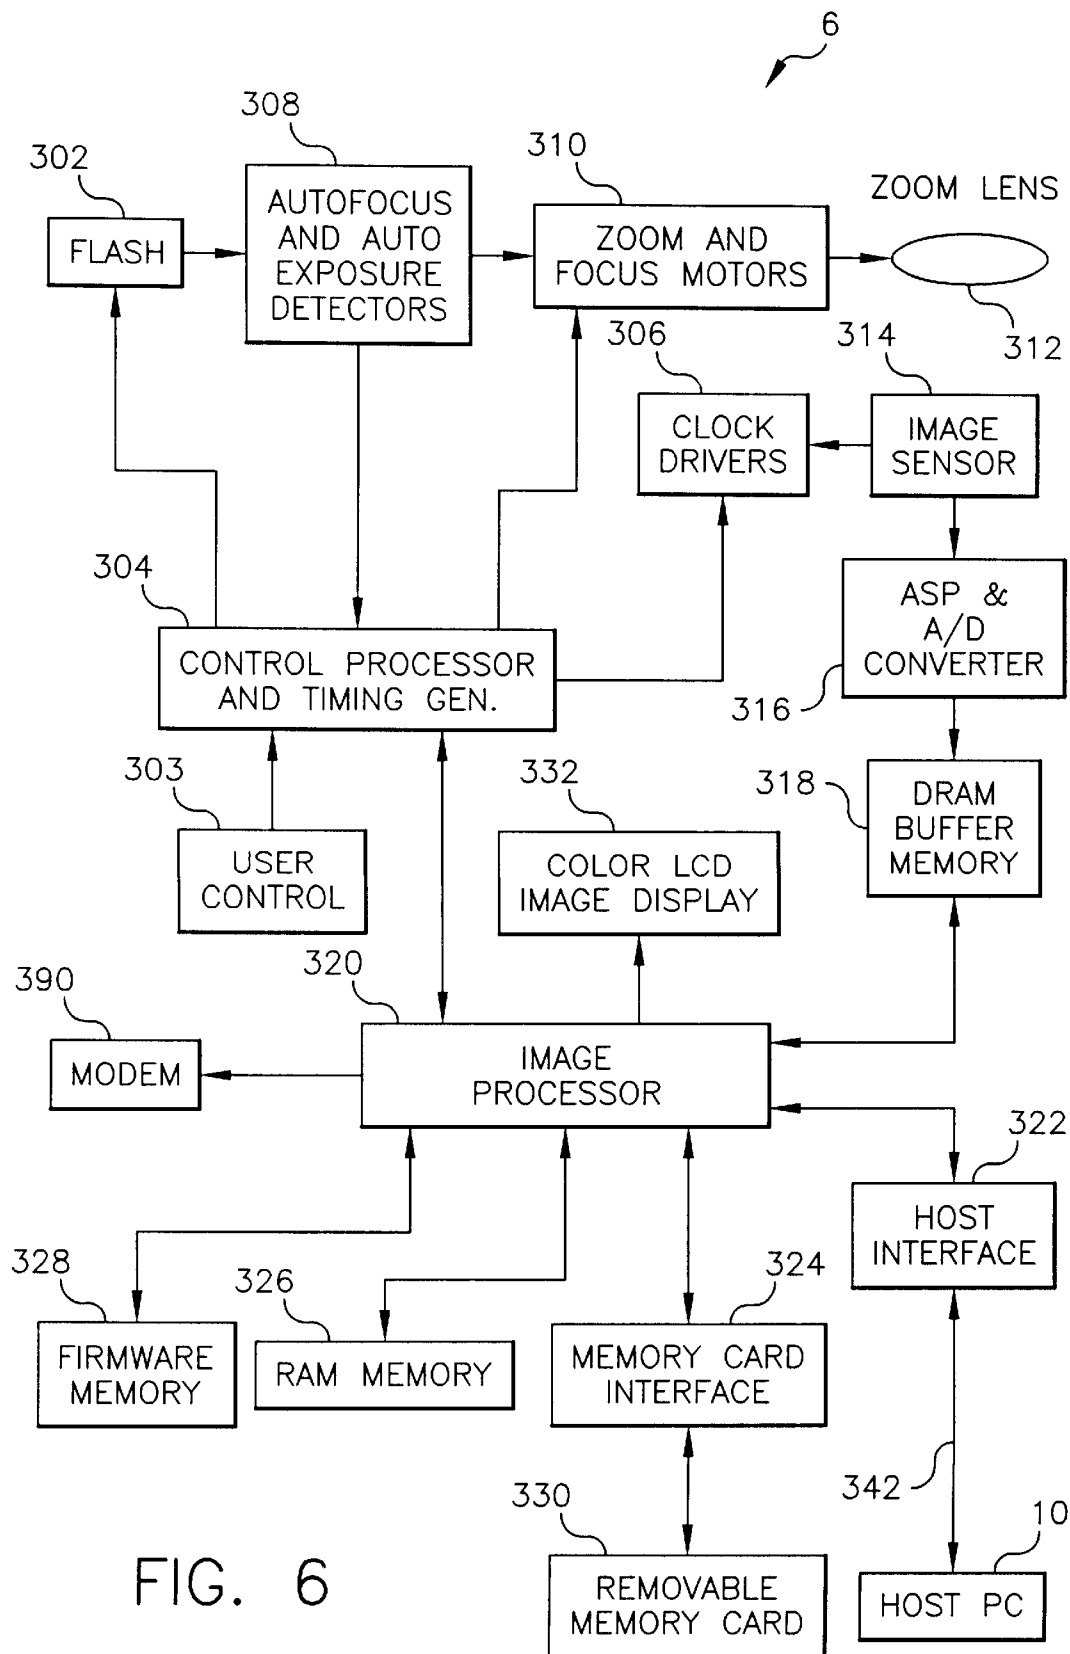 6
308
302
310
ZOOM LENS
AUTOFOCUS
AND AUTO
EXPOSURE
DETECTORS
FLASH
ZOOM AND
FOCUS MOTORS
312
306
314
CLOCK
DRIVERS
IMAGE
SENSOR
304
ASP &
A/D
CONVERTER
CONTROL PROCESSOR
AND TIMING GEN.
316
303
332
318
DRAM
BUFFER
MEMORY
USER
CONTROL
COLOR LCD
IMAGE DISPLAY
320
390
MODEM
IMAGE
PROCESSOR
322
HOST
INTERFACE
328
326
324
FIRMWARE
MEMORY
RAM MEMORY
MEMORY CARD
INTERFACE
342
330
10
FIG. 6
REMOVABLE
MEMORY CARD
HOST PC